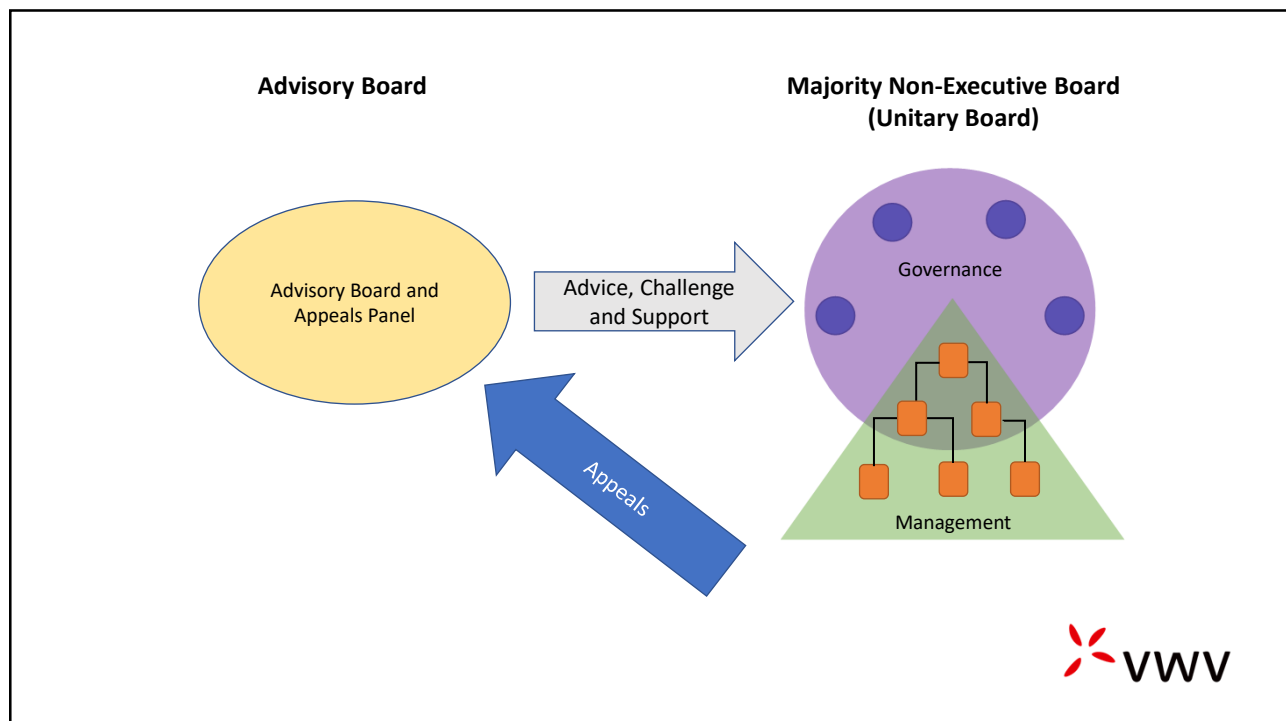 Advisory Board
Majority Non-Executive Board
(Unitary Board)
Advisory Board and
Appeals Panel
Advice, Challenge
and Support
Governance
Appeals
Management
VWV